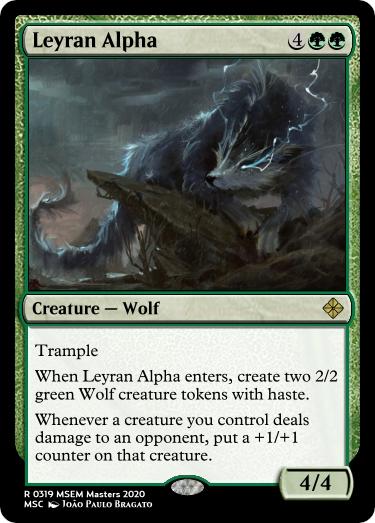 Leyran Alpha 4
Creature — Wolf
Trample
When Leyran Alpha enters, create two 2/2
green Wolf creature tokens with haste.
Whenever a creature you control deals
damage to an opponent, put a +1/+1
counter on that creature.
4/4
R 0319 MSEM Masters 2020
MSC João Paulo Bragato